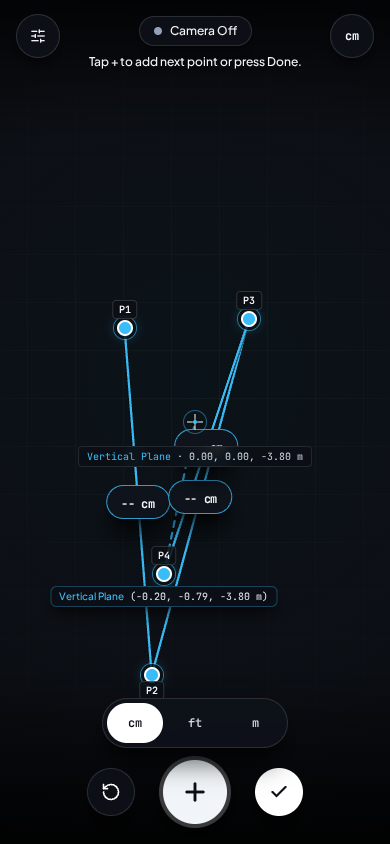 Camera Off
cm
Tap + to add next point or press Done.
P3
P1
Vertical Plane · 0.00, 0.00, -3.80 m
-- cm
-- cm
P4
Vertical Plane (-0.20, -0.79, -3.80 m)
P2
cm ft m